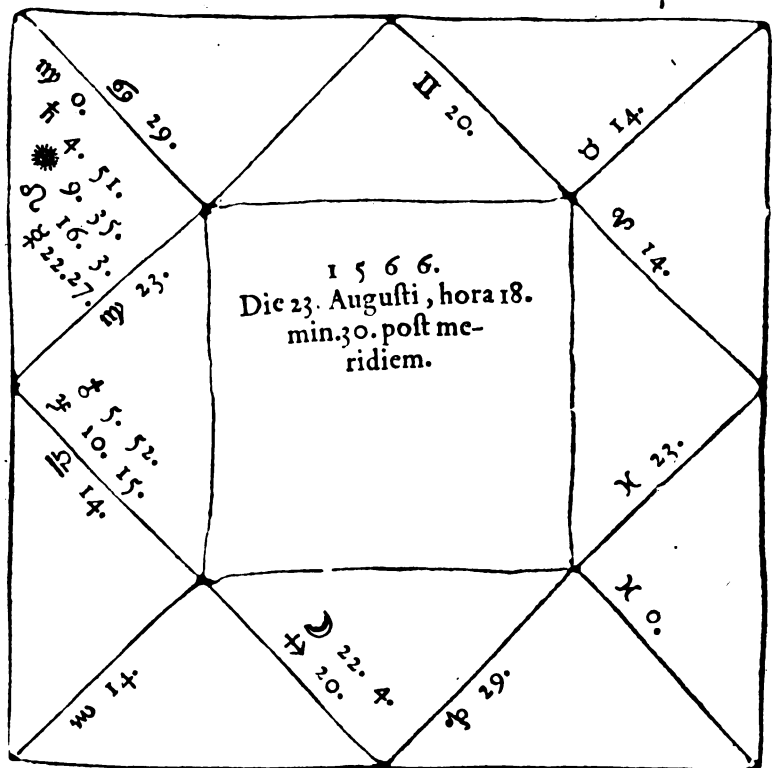 ♊ 20.
♉ 14.
♋ 29.
♍ 0.
♄ 4. 51.
☉ 9. 35.
☊ 16. 3.
☿ 22.27.
♍ 23.
14.
1 5 6 6.
Die 23. Auguſti , hora 18.
min.30. poſt me-
ridiem.
♀ 5. 52.
♃ 10. 15.
♎ 14.
♓ 23.
♏ 14.
☽ 22. 4.
♐ 20.
♑ 29.
♓ 0.